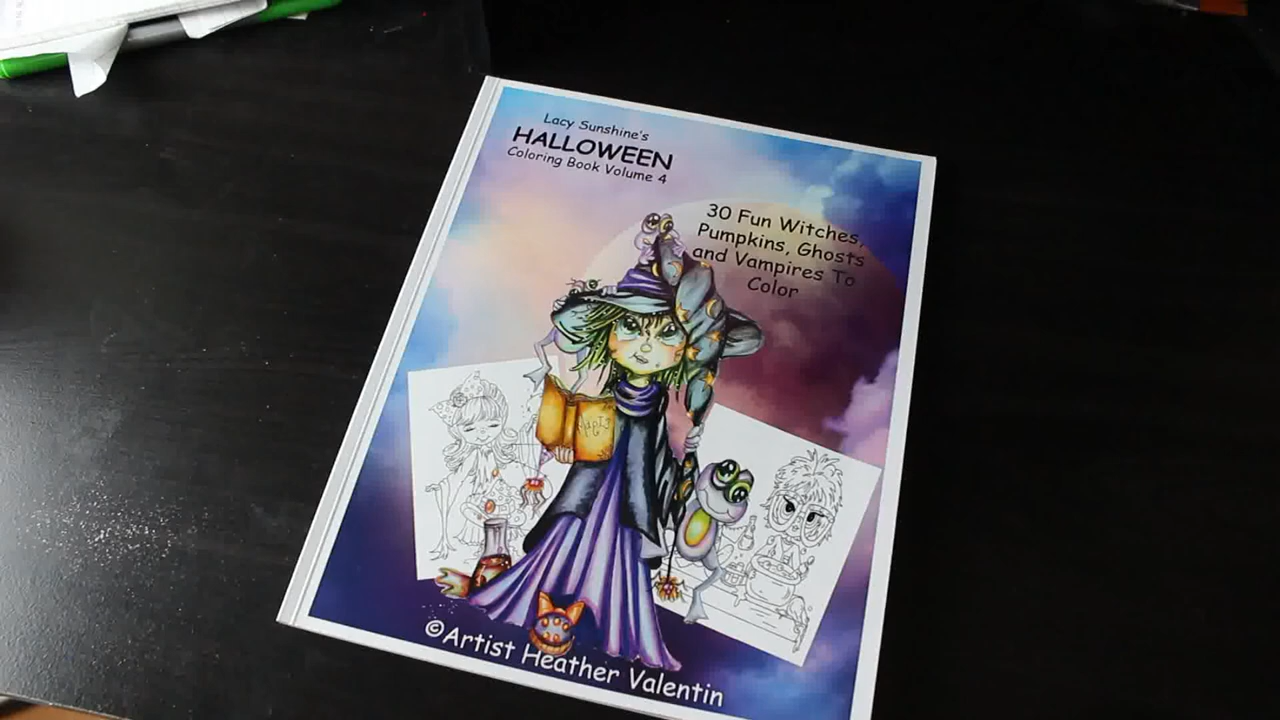 Lacy Sunshine's
HALLOWEEN
Coloring Book Volume 4
30 Fun Witches,
Pumpkins, Ghosts
and Vampires To
Color
©Artist Heather Valentin